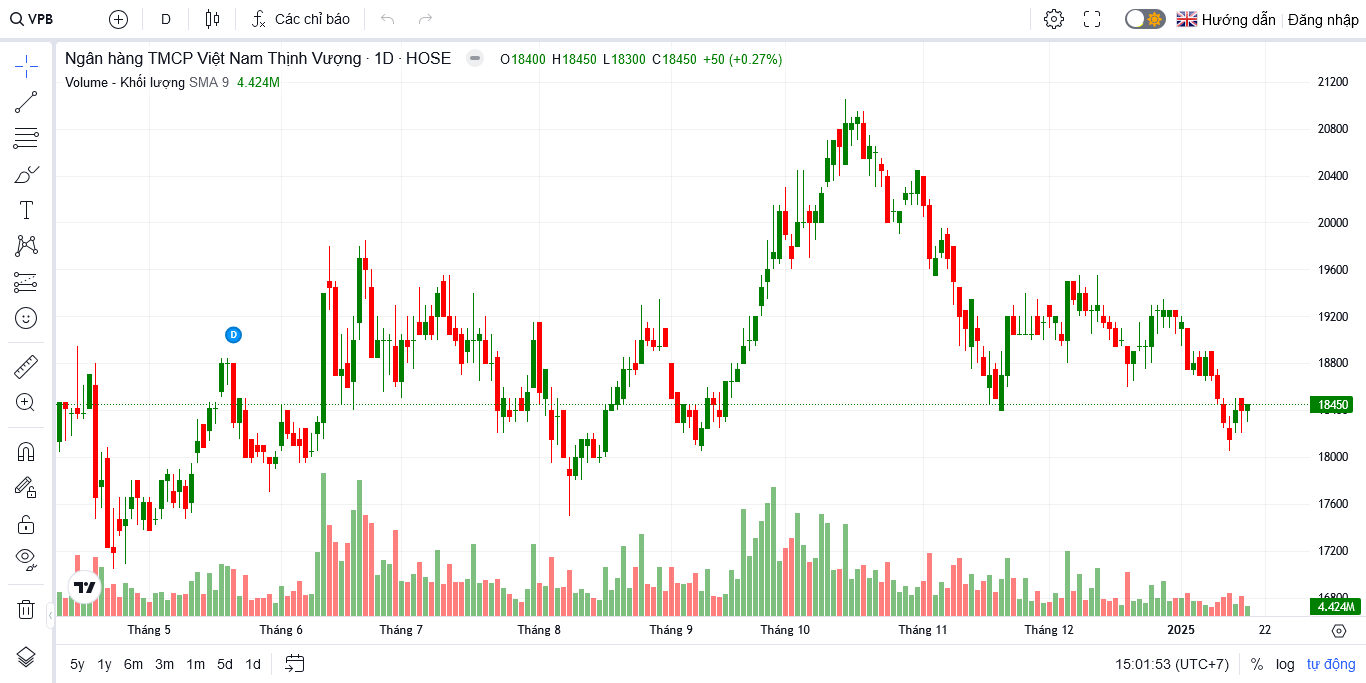 VPB D Các chỉ báo Hướng dẫn Đăng nhập
Ngân hàng TMCP Việt Nam Thịnh Vượng · 1D · HOSE O18400 H18450 L18300 C18450 +50 (+0.27%)
Volume - Khối lượng SMA 9 4.424M
21200
20800
20400
20000
19600
19200
D
18800
18450
18000
17600
17200
4.424M
Tháng 5 Tháng 6 Tháng 7 Tháng 8 Tháng 9 Tháng 10 Tháng 11 Tháng 12 2025 22
5y 1y 6m 3m 1m 5d 1d 15:01:53 (UTC+7) % log tự động